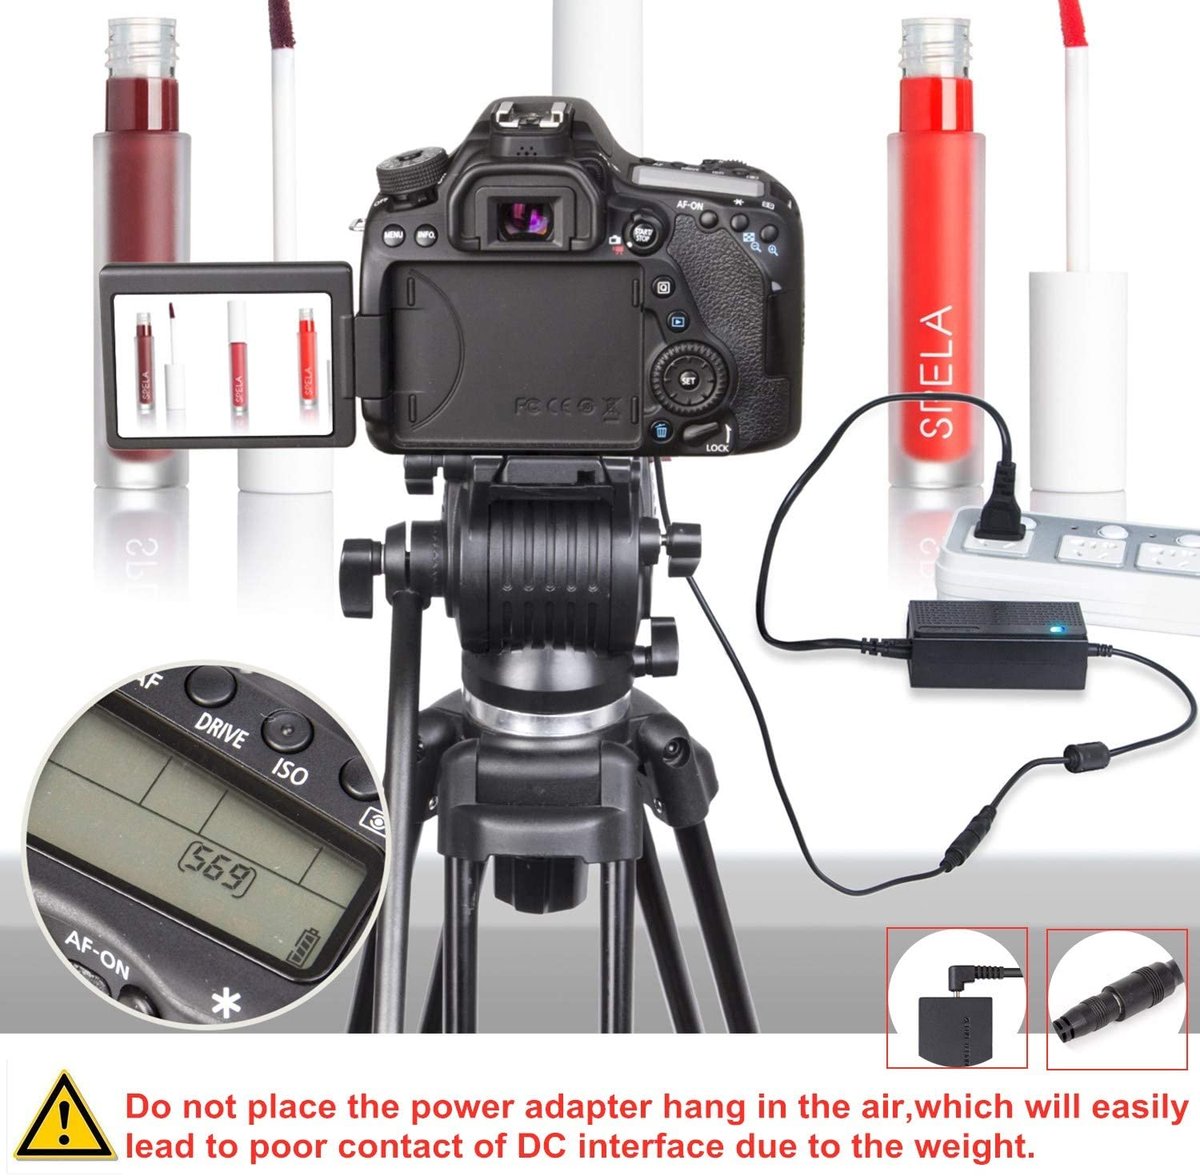 SPELA
AF-ON
MENU
INFO.
START/
STOP
OFF
Q
SPELA
SPELA
SPELA
SET
FC CE
LOCK
AF
DRIVE
ISO
569
AF-ON
Do not place the power adapter hang in the air,which will easily
lead to poor contact of DC interface due to the weight.